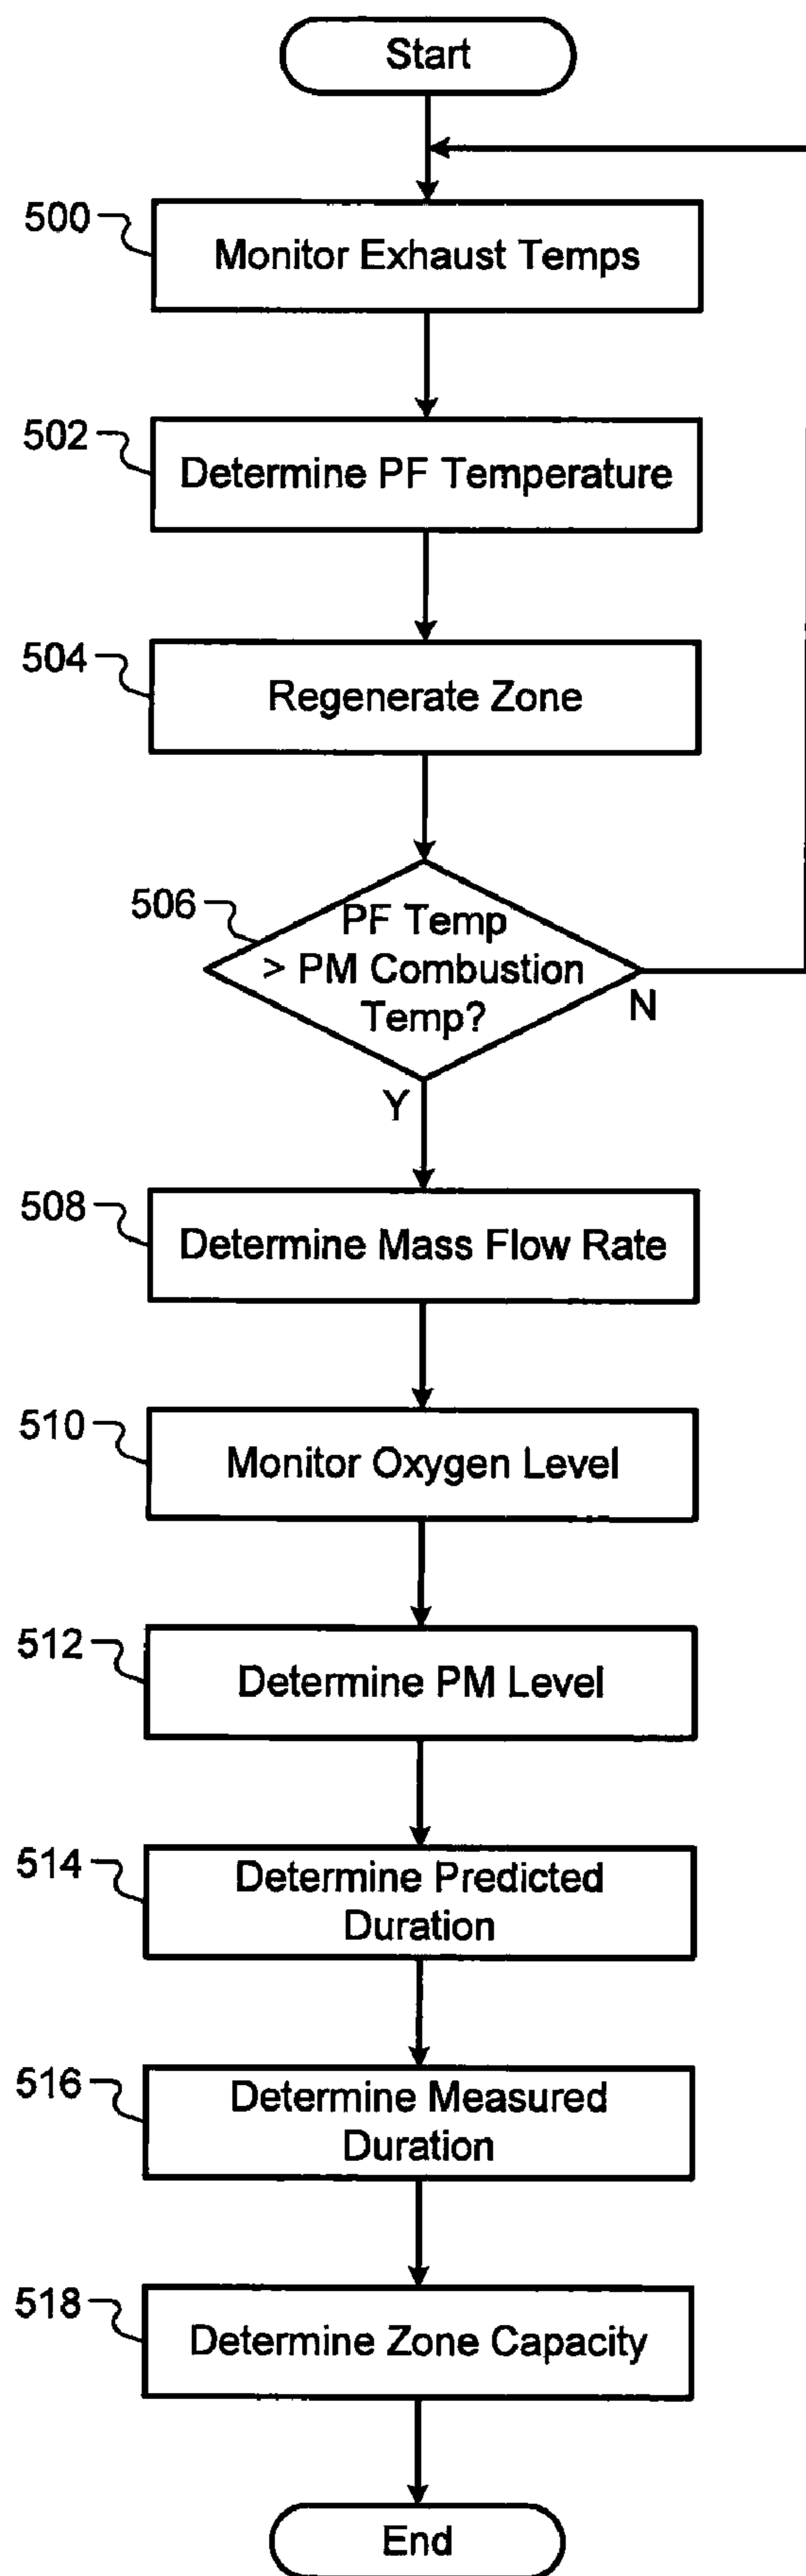 Start
500
Monitor Exhaust Temps
502
Determine PF Temperature
504
Regenerate Zone
506
PF Temp
> PM Combustion
Temp?
N
Y
508
Determine Mass Flow Rate
510
Monitor Oxygen Level
512
Determine PM Level
514
Determine Predicted
Duration
516
Determine Measured
Duration
518
Determine Zone Capacity
End